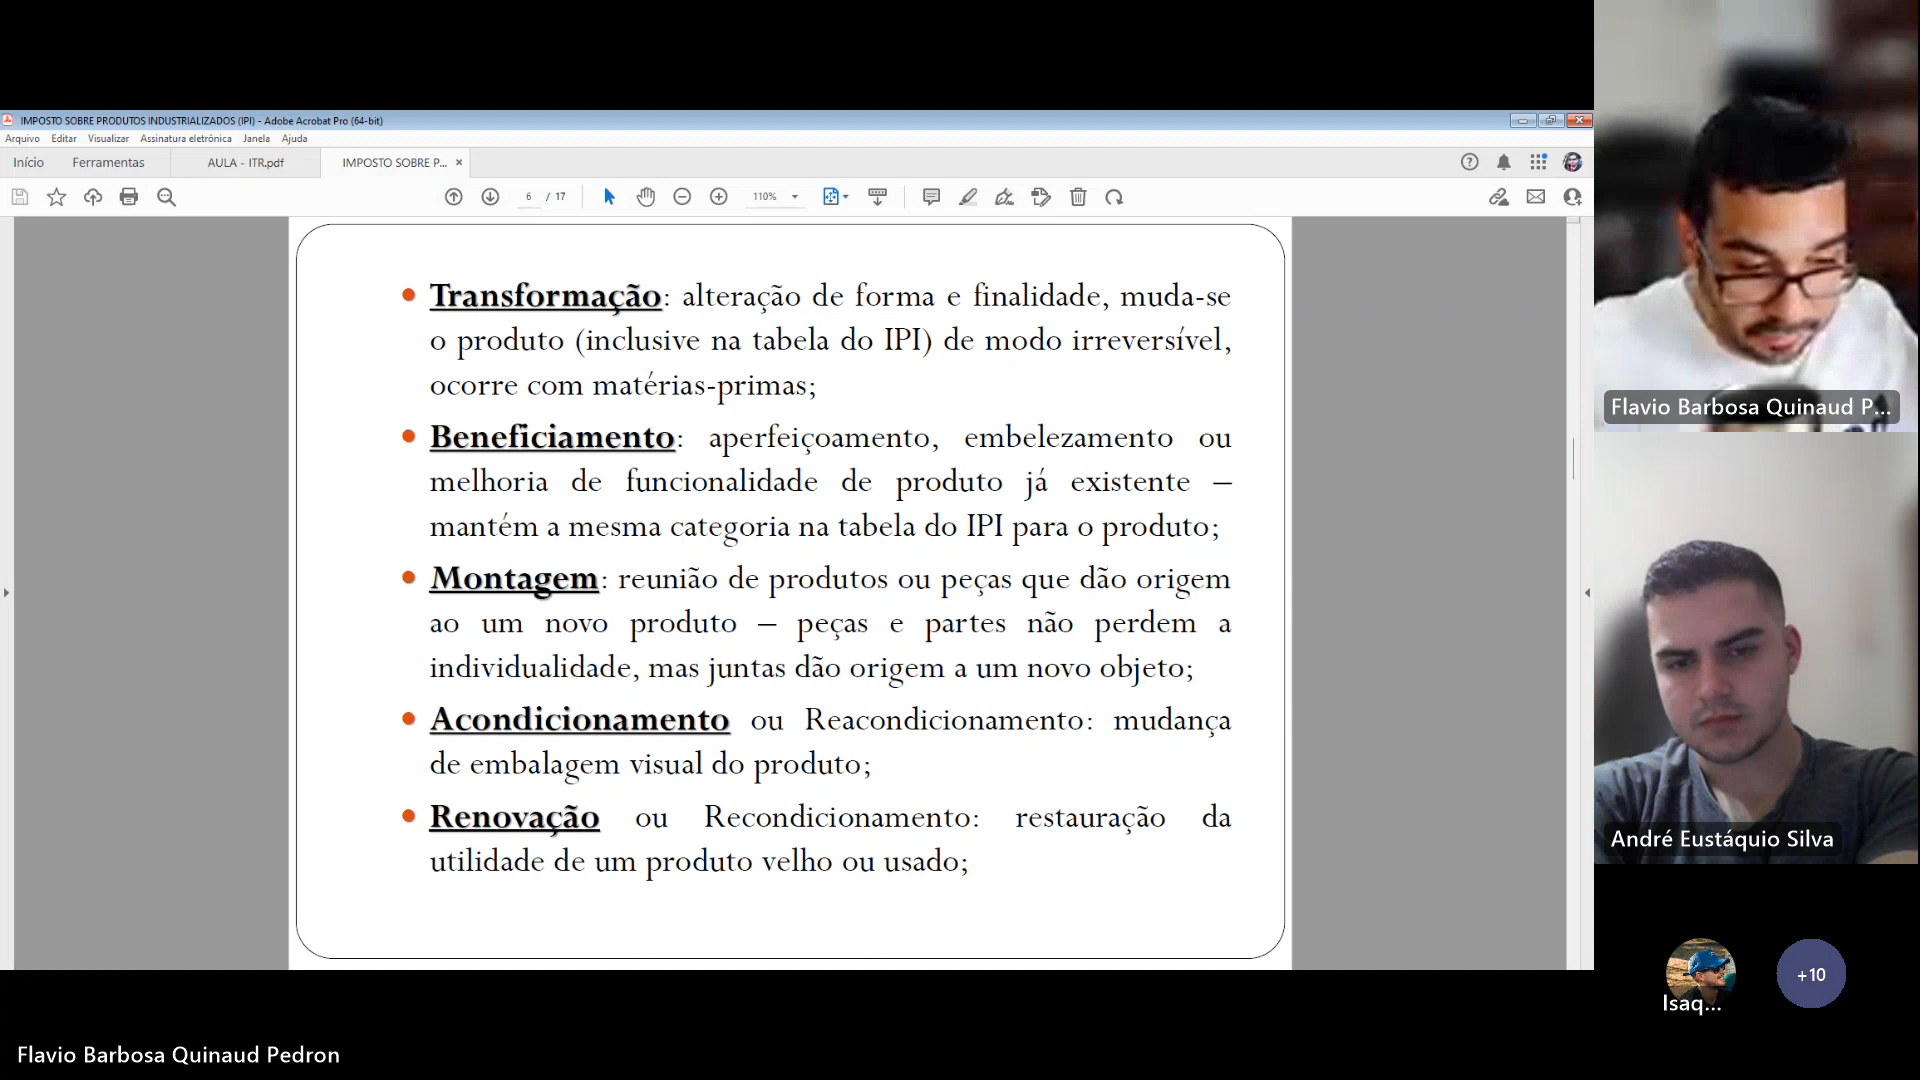 IMPOSTO SOBRE PRODUTOS INDUSTRIALIZADOS (IPI) - Adobe Acrobat Pro (64-bit)
Arquivo Editar Visualizar Assinatura eletrônica Janela Ajuda
Início Ferramentas AULA - ITR.pdf IMPOSTO SOBRE P... ×
6 / 17 110%
• Transformação: alteração de forma e finalidade, muda-se
o produto (inclusive na tabela do IPI) de modo irreversível,
ocorre com matérias-primas;
• Beneficiamento: aperfeiçoamento, embelezamento ou
melhoria de funcionalidade de produto já existente –
mantém a mesma categoria na tabela do IPI para o produto;
• Montagem: reunião de produtos ou peças que dão origem
ao um novo produto – peças e partes não perdem a
individualidade, mas juntas dão origem a um novo objeto;
• Acondicionamento ou Reacondicionamento: mudança
de embalagem visual do produto;
• Renovação ou Recondicionamento: restauração da
utilidade de um produto velho ou usado;
Flavio Barbosa Quinaud P...
André Eustáquio Silva
Isaq...
+10
Flavio Barbosa Quinaud Pedron